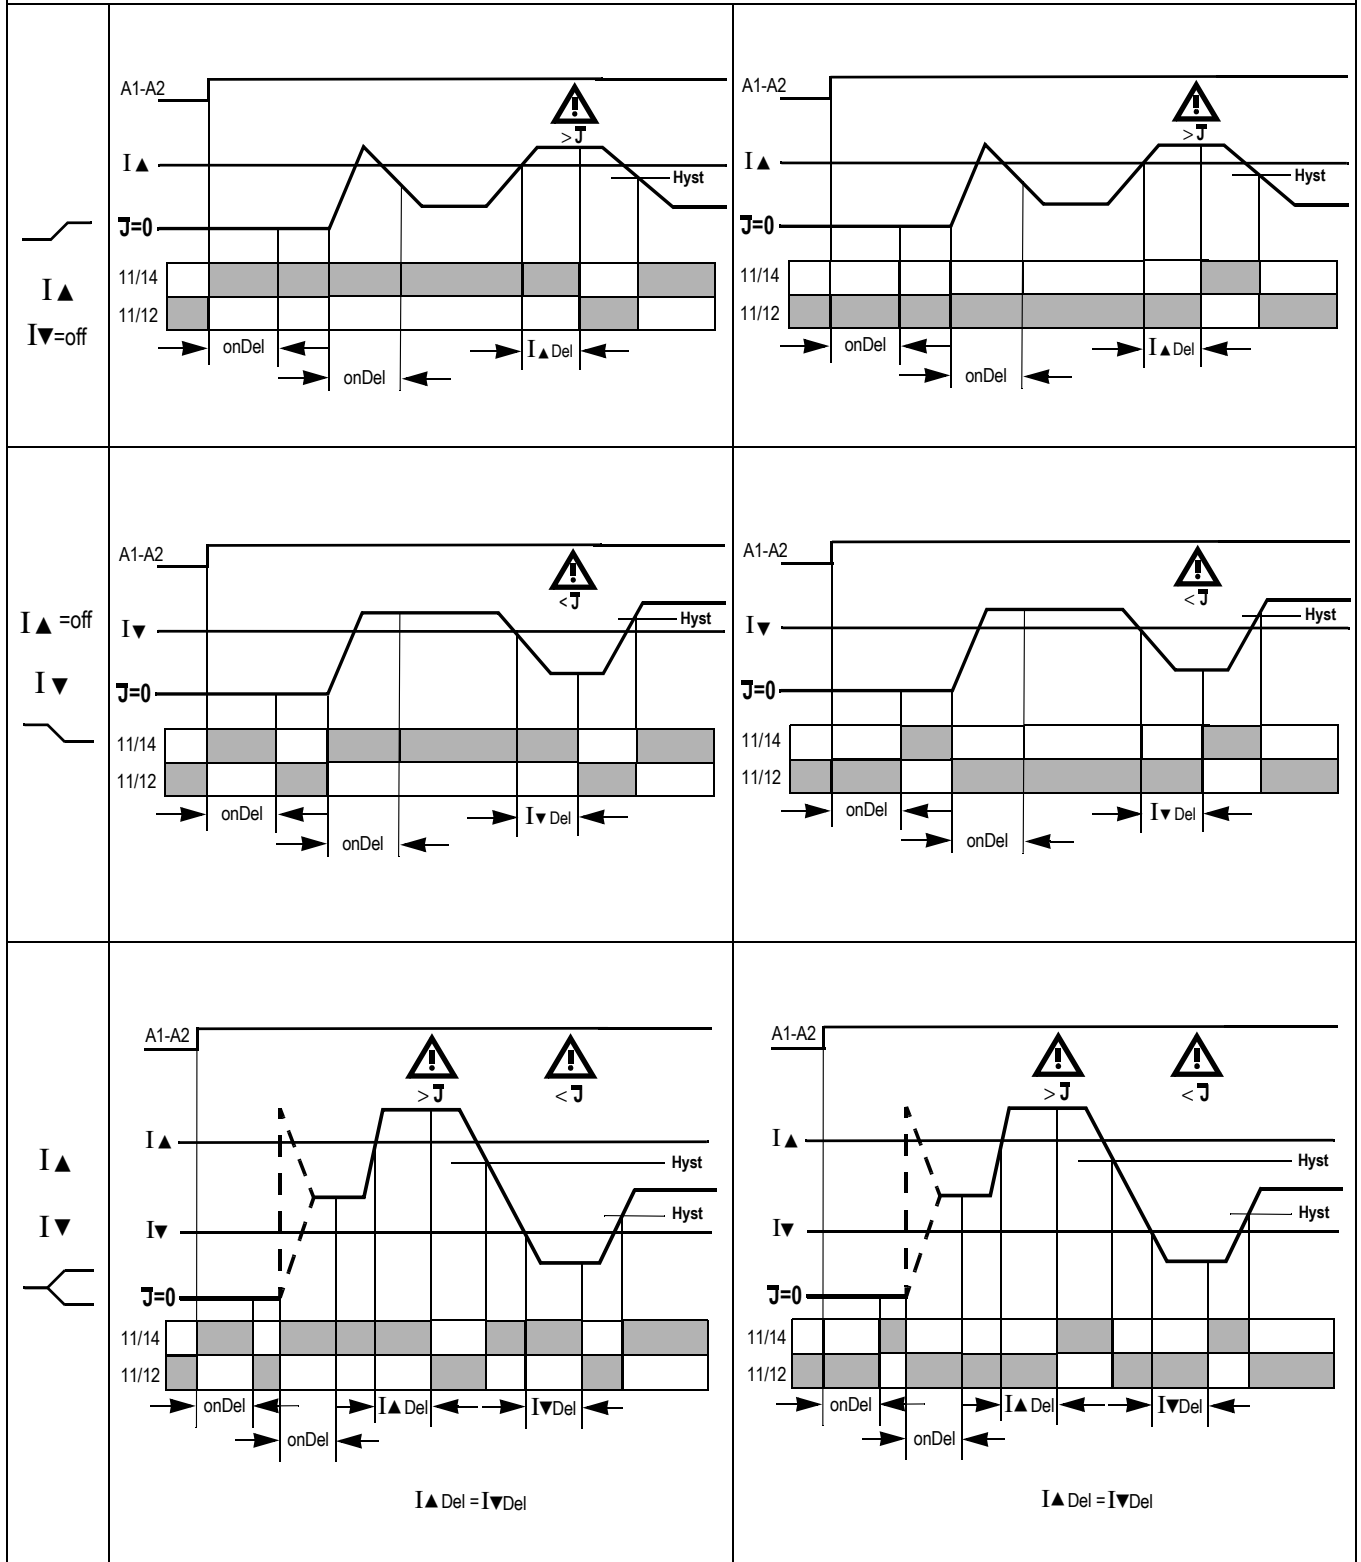 A1-A2
> J
I▲
Hyst
J=0
11/14
11/12
onDel
I▲Del
onDel
A1-A2
> J
I▲
Hyst
J=0
11/14
11/12
onDel
I▲Del
onDel
I▲
I▼=off
A1-A2
< J
Hyst
I▼
J=0
11/14
11/12
onDel
I▼Del
onDel
A1-A2
< J
Hyst
I▼
J=0
11/14
11/12
onDel
I▼Del
onDel
I▲=off
I▼
A1-A2
> J
< J
I▲
Hyst
Hyst
I▼
J=0
11/14
11/12
onDel
I▲Del
I▼Del
onDel
I▲Del =I▼Del
A1-A2
> J
< J
I▲
Hyst
Hyst
I▼
J=0
11/14
11/12
onDel
I▲Del
I▼Del
onDel
I▲Del =I▼Del
I▲
I▼